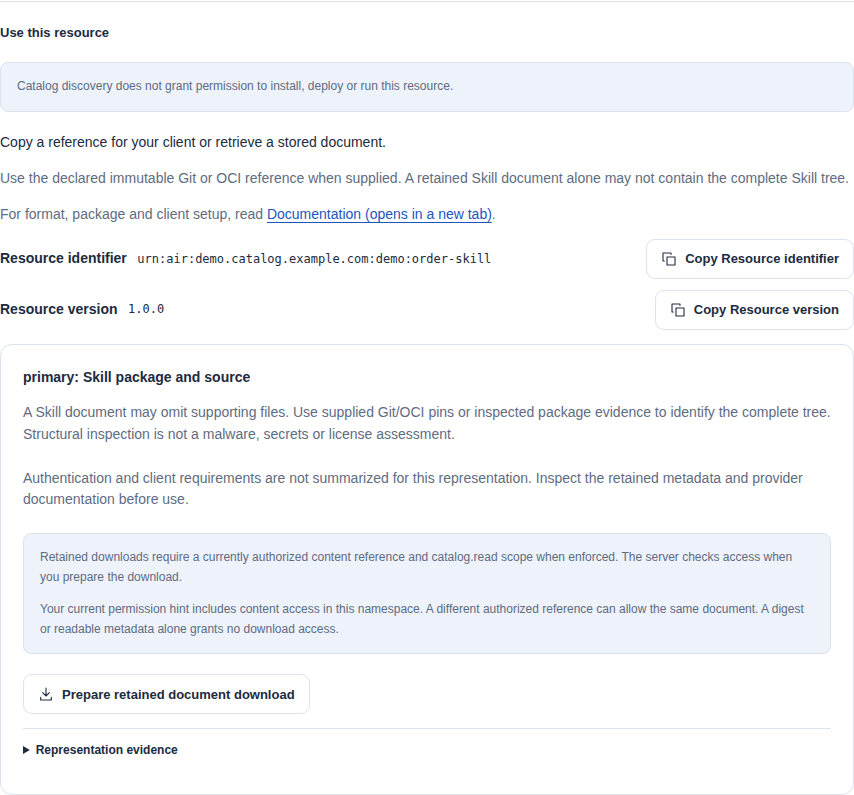 Use this resource
Catalog discovery does not grant permission to install, deploy or run this resource.
Copy a reference for your client or retrieve a stored document.
Use the declared immutable Git or OCI reference when supplied. A retained Skill document alone may not contain the complete Skill tree.
For format, package and client setup, read Documentation (opens in a new tab).
Resource identifier urn:air:demo.catalog.example.com:demo:order-skill
Copy Resource identifier
Resource version 1.0.0
Copy Resource version
primary: Skill package and source
A Skill document may omit supporting files. Use supplied Git/OCI pins or inspected package evidence to identify the complete tree.
Structural inspection is not a malware, secrets or license assessment.
Authentication and client requirements are not summarized for this representation. Inspect the retained metadata and provider
documentation before use.
Retained downloads require a currently authorized content reference and catalog.read scope when enforced. The server checks access when
you prepare the download.
Your current permission hint includes content access in this namespace. A different authorized reference can allow the same document. A digest
or readable metadata alone grants no download access.
Prepare retained document download
Representation evidence